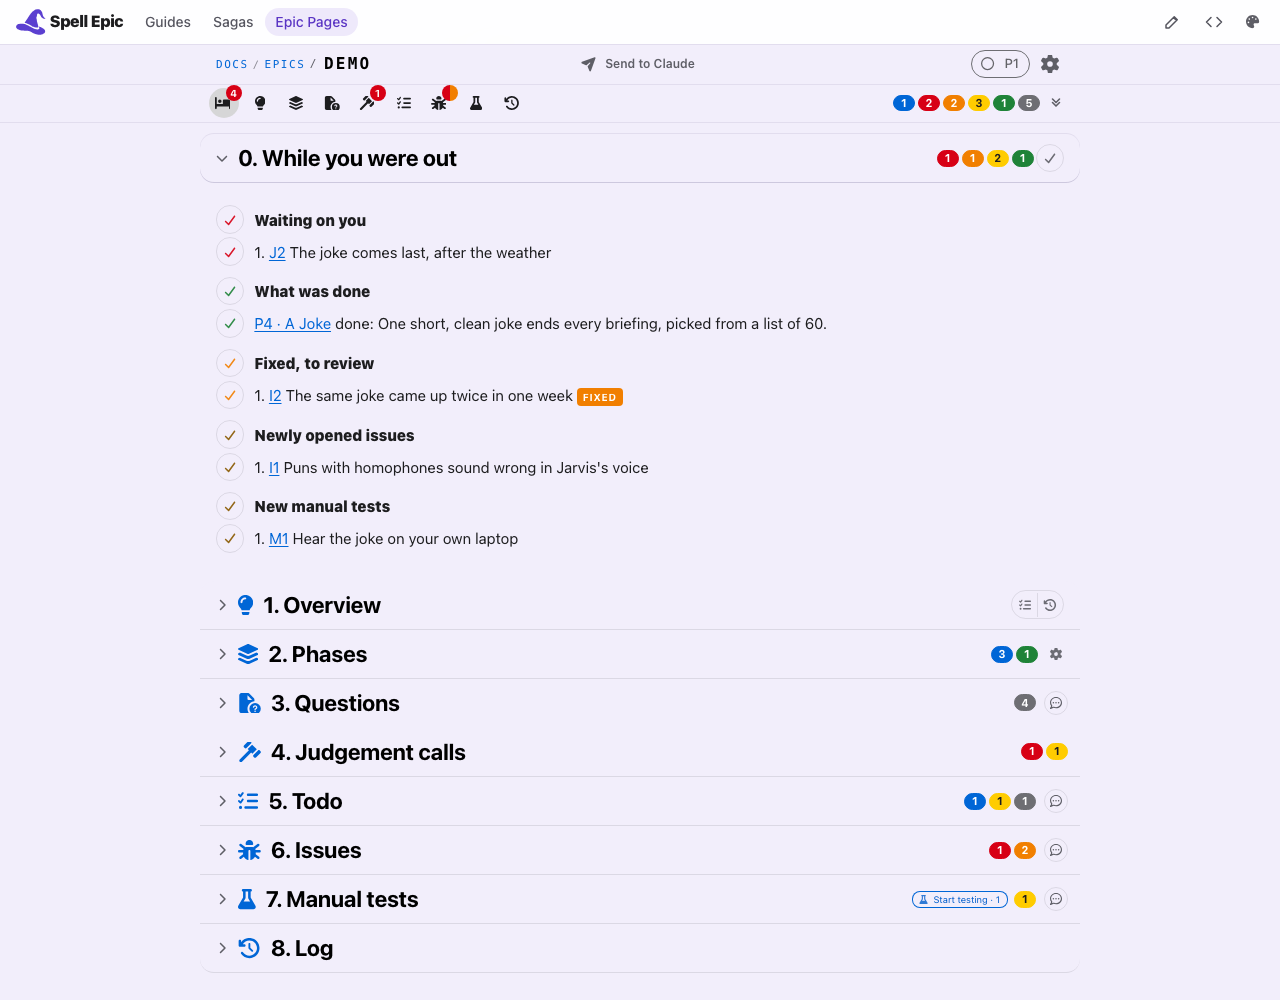 Spell Epic Guides Sagas Epic Pages
DOCS / EPICS / DEMO Send to Claude P1
4 1 1 2 2 3 1 5
0. While you were out 1 1 2 1
Waiting on you
1. J2 The joke comes last, after the weather
What was done
P4 · A Joke done: One short, clean joke ends every briefing, picked from a list of 60.
Fixed, to review
1. I2 The same joke came up twice in one week FIXED
Newly opened issues
1. I1 Puns with homophones sound wrong in Jarvis's voice
New manual tests
1. M1 Hear the joke on your own laptop
1. Overview
2. Phases 3 1
3. Questions 4
4. Judgement calls 1 1
5. Todo 1 1 1
6. Issues 1 2
7. Manual tests Start testing · 1 1
8. Log